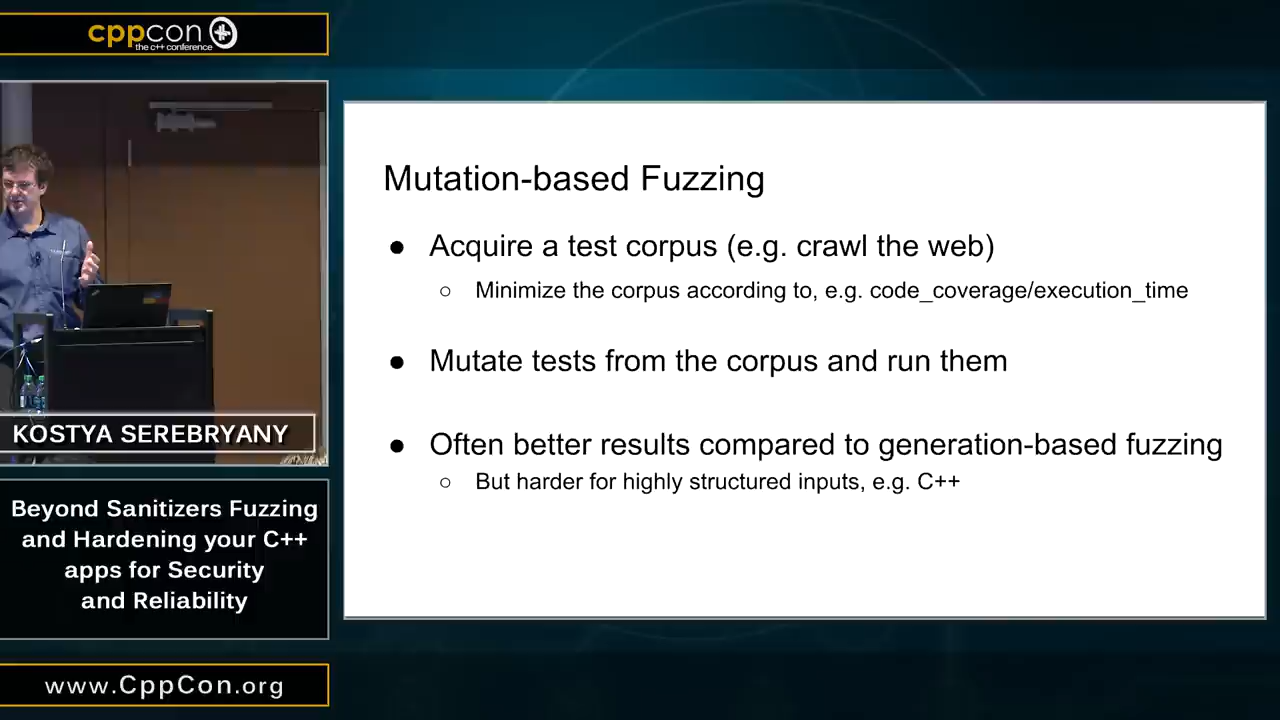 cppcon
the c++ conference
KOSTYA SEREBRYANY
Beyond Sanitizers Fuzzing
and Hardening your C++
apps for Security
and Reliability
www.CppCon.org
Mutation-based Fuzzing
● Acquire a test corpus (e.g. crawl the web)
○ Minimize the corpus according to, e.g. code_coverage/execution_time
● Mutate tests from the corpus and run them
● Often better results compared to generation-based fuzzing
○ But harder for highly structured inputs, e.g. C++